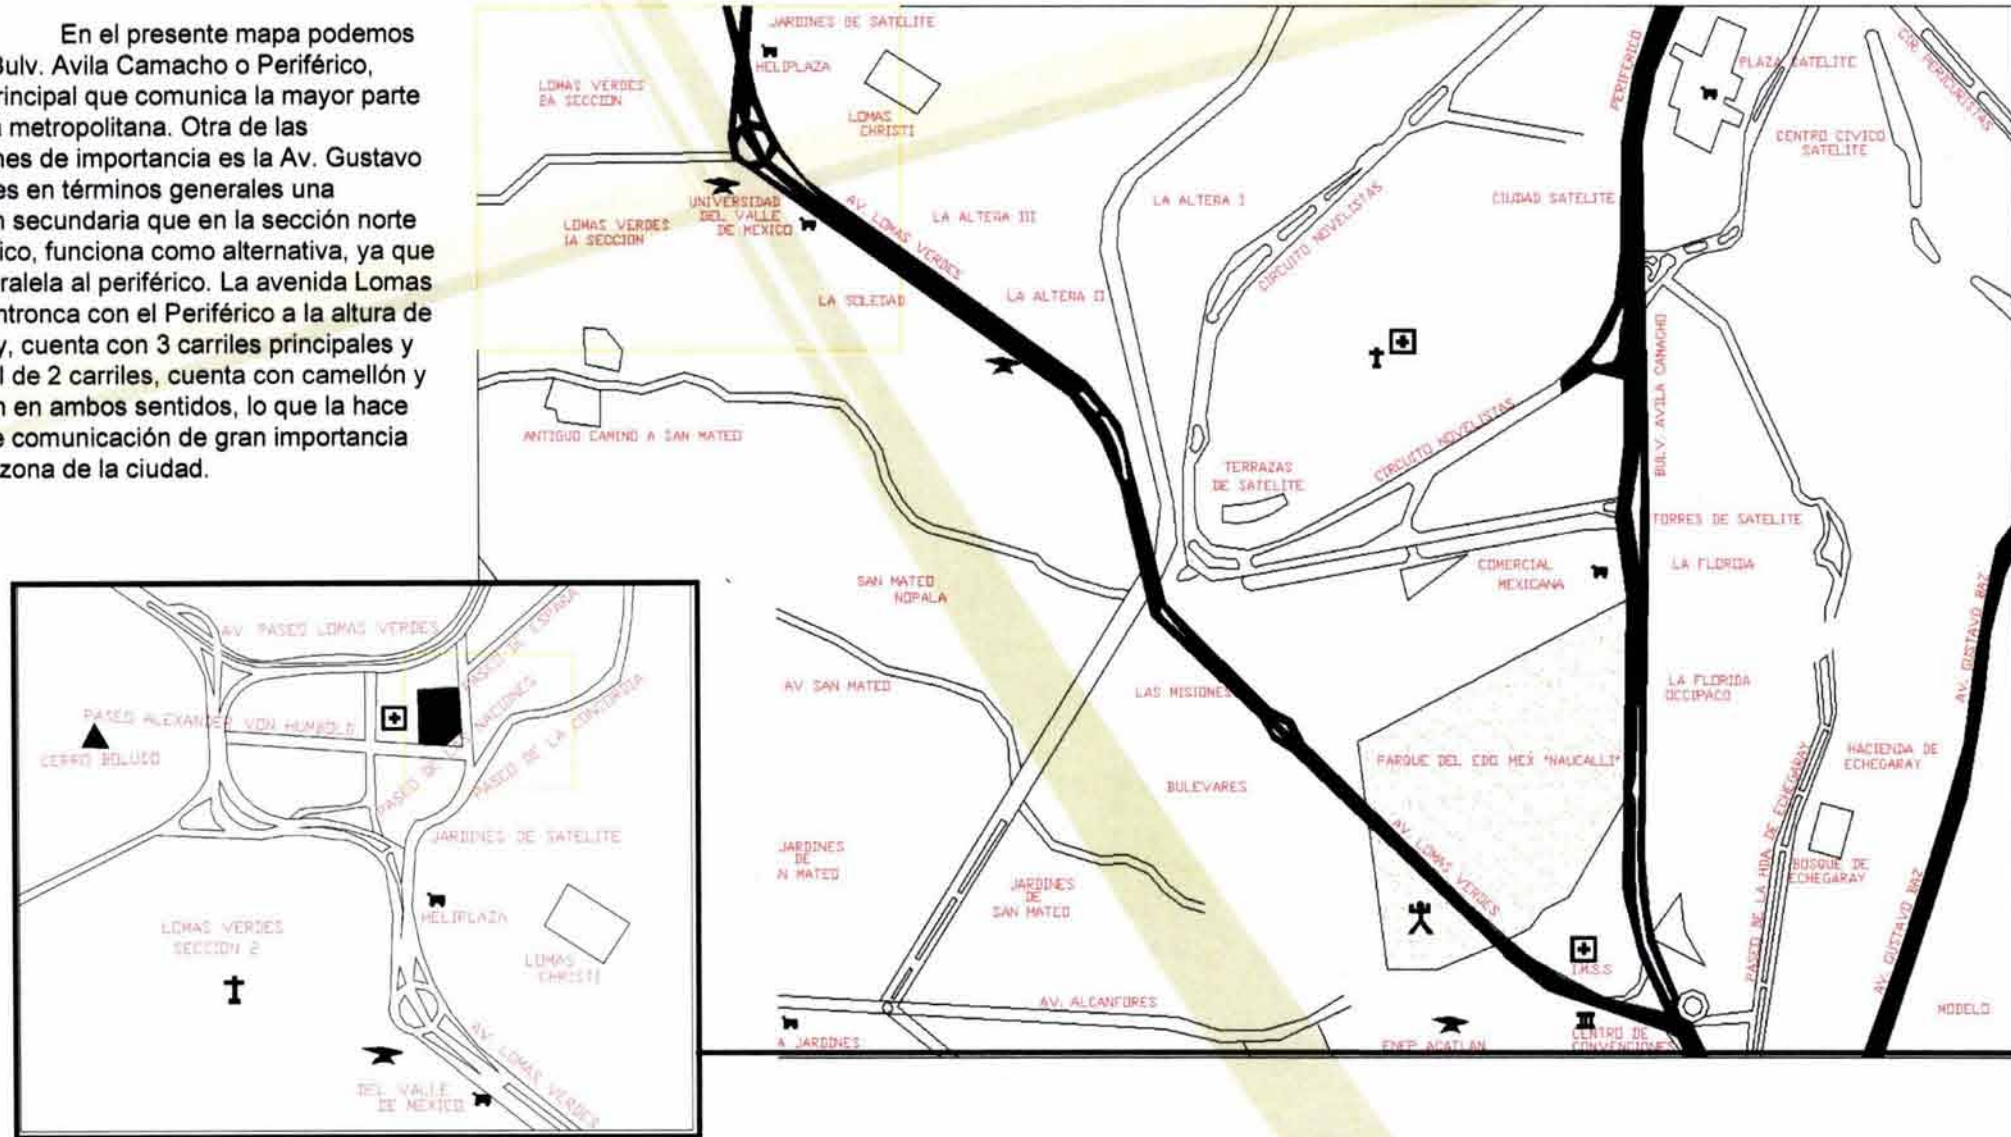 En el presente mapa podemos
Bulv. Avila Camacho o Periférico,
rincipal que comunica la mayor parte
metropolitana. Otra de las
nes de importancia es la Av. Gustavo
es en términos generales una
n secundaria que en la sección norte
ico, funciona como alternativa, ya que
ralela al periférico. La avenida Lomas
ntronca con el Periférico a la altura de
y, cuenta con 3 carriles principales y
l de 2 carriles, cuenta con camellón y
n en ambos sentidos, lo que la hace
e comunicación de gran importancia
zona de la ciudad.
JARDINES DE SATELITE
HELIPLAZA
LOMAS VERDES
2A SECCION
LOMAS
CHRISTI
UNIVERSIDAD
DEL VALLE
DE MEXICO
LOMAS VERDES
1A SECCION
AV. LOMAS VERDES
LA ALTEÑA III
LA ALTEÑA I
LA SOLEDAD
LA ALTEÑA II
CIRCUITO NOVELISTAS
CIUDAD SATELITE
PERIFERICO
PLAZA SATELITE
CENTRO CIVICO
SATELITE
ANTIGUO CAMINO A SAN MATEO
TERRAZAS
DE SATELITE
CIRCUITO NOVELISTAS
BULV. AVILA CAMACHO
TORRES DE SATELITE
SAN MATEO
NOPALA
COMERCIAL
MEXICANA
LA FLORIDA
AV. GUSTAVO BAZ
AV. SAN MATEO
LAS MISIONES
LA FLORIDA
OCCIPACO
PARQUE DEL EDO MEX "NAUCALLI"
HACIENDA DE
ECHEGARAY
BULEVARES
AV. LOMAS VERDES
PASEO DE LA HDA. DE ECHEGARAY
BOSQUE DE
ECHEGARAY
JARDINES
DE
N MATEO
JARDINES
DE
SAN MATEO
I.M.S.S
AV. GUSTAVO BAZ
AV. ALCANFORES
MODELO
A JARDINES
ENEP ACATLAN
CENTRO DE
CONVENCIONES
AV. PASEO LOMAS VERDES
PASEO DE ESPAÑA
PASEO ALEXANDER VON HUMBOLD
PASEO DE LAS NACIONES
PASEO DE LA CONCORDIA
CERRO
JARDINES DE SATELITE
HELIPLAZA
LOMAS VERDES
SECCION 2
LOMAS
CHRISTI
AV. LOMAS VERDES
DEL VALLE
DE MEXICO